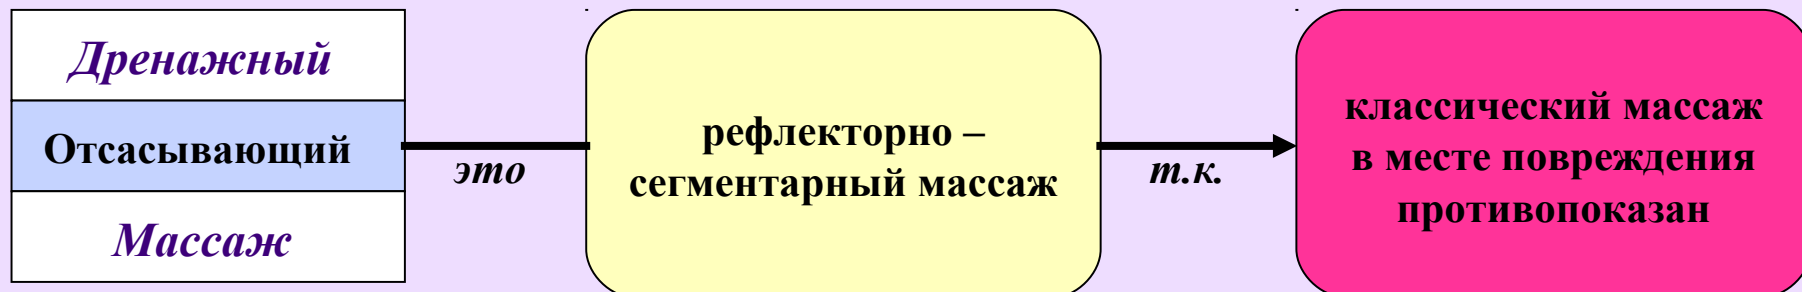 Дренажный
Отсасывающий
Массаж
это
рефлекторно –
сегментарный массаж
т.к.
классический массаж
в месте повреждения
противопоказан